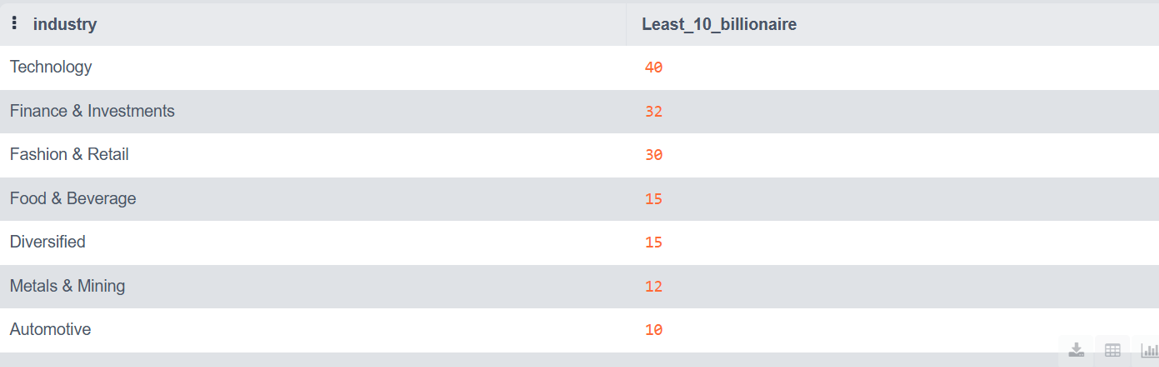 industry Least_10_billionaire
Technology 40
Finance & Investments 32
Fashion & Retail 30
Food & Beverage 15
Diversified 15
Metals & Mining 12
Automotive 10